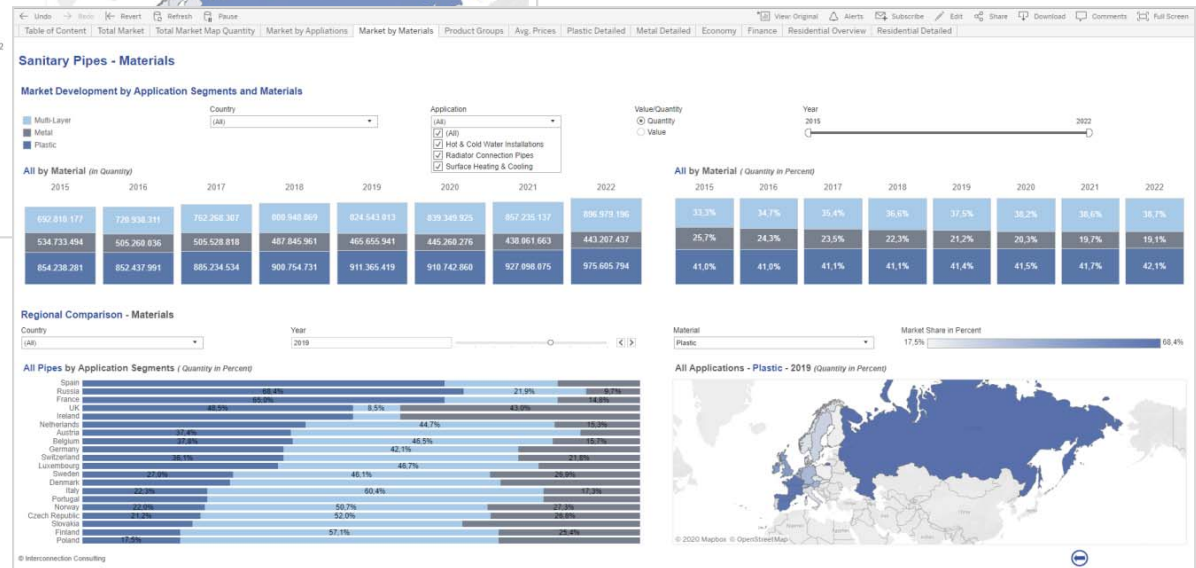 ← Undo → Redo Revert Refresh Pause View: Original Alerts Subscribe Edit Share Download Comments Full Screen
Table of Content Total Market Total Market Map Quantity Market by Appliations Market by Materials Product Groups Avg. Prices Plastic Detailed Metal Detailed Economy Finance Residential Overview Residential Detailed
Sanitary Pipes - Materials
Market Development by Application Segments and Materials
Country Application Value/Quantity Year
Multi-Layer (All) (All) Quantity 2015 2022
Metal (All) Value
Plastic Hot & Cold Water Installations
Radiator Connection Pipes
Surface Heating & Cooling
All by Material (in Quantity) All by Material ( Quantity in Percent)
2015 2016 2017 2018 2019 2020 2021 2022 2015 2016 2017 2018 2019 2020 2021 2022
692.810.177 762.268.307 824.543.013 839.349.925 857.235.137 896.979.196 33,3% 34,7% 35,4% 36,6% 37,5% 38,2% 38,6% 38,7%
534.733.494 505.260.036 505.528.818 487.845.961 465.655.941 445.260.276 438.061.663 443.207.437 25,7% 24,3% 23,5% 22,3% 21,2% 20,3% 19,7% 19,1%
854.238.281 852.437.991 885.234.534 900.754.731 911.365.419 910.742.860 927.098.075 975.605.794 41,0% 41,0% 41,1% 41,1% 41,4% 41,5% 41,7% 42,1%
Regional Comparison - Materials
Country Year Material Market Share in Percent
(All) 2019 Plastic 17,5% 68,4%
All Pipes by Application Segments ( Quantity in Percent) All Applications - Plastic - 2019 (Quantity in Percent)
Spain
Russia 68,4% 21,9% 9,7%
France 65,0% 14,6%
UK 48,5% 8,5% 43,0%
Ireland
Netherlands 44,7% 15,3%
Austria 37,4%
Belgium 37,8% 46,5% 15,7%
Germany 42,1%
Switzerland 36,1% 21,8%
Luxembourg 46,7%
Sweden 27,0% 46,1% 26,9%
Denmark
Italy 22,3% 60,4% 17,3%
Portugal
Norway 22,0% 50,7% 27,3%
Czech Republic 21,2% 52,0% 26,8%
Slovakia
Finland 57,1% 25,4%
Poland 17,5%
© 2020 Mapbox © OpenStreetMap
© Interconnection Consulting